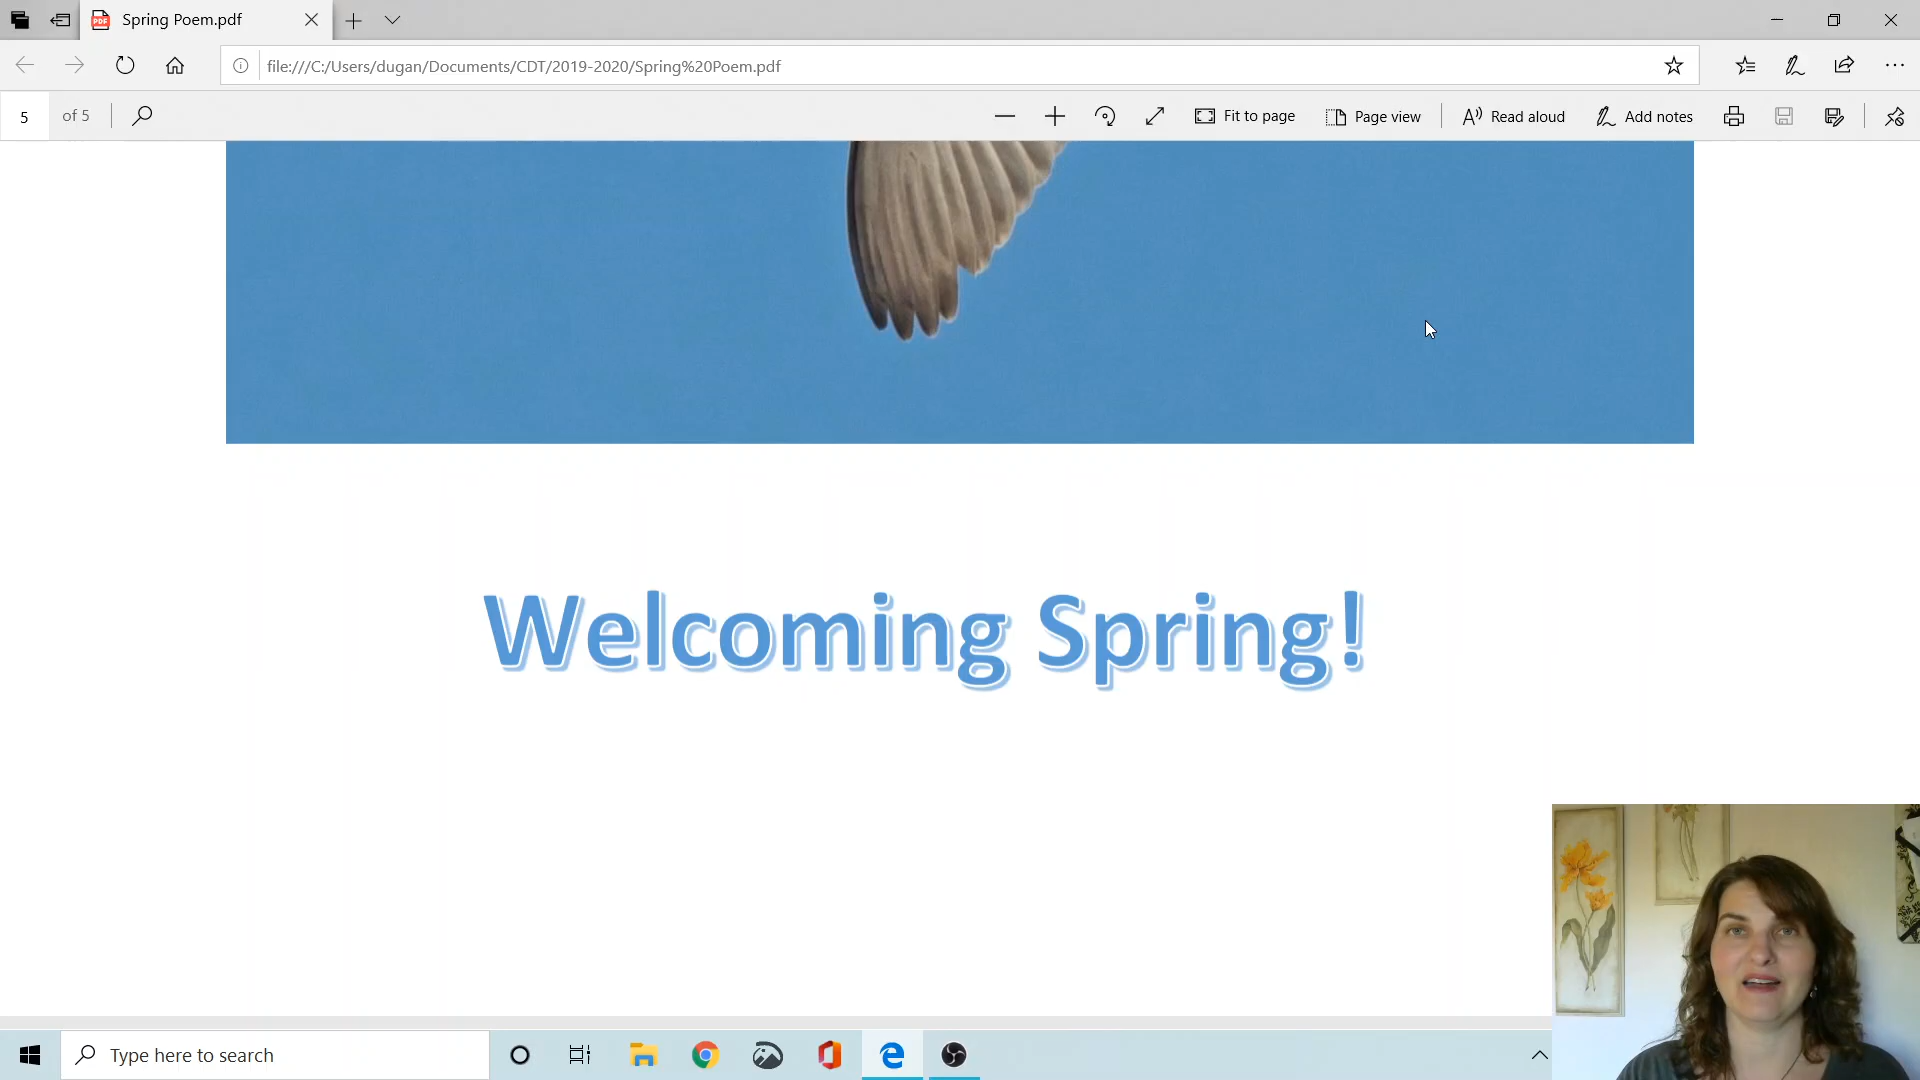 Spring Poem.pdf
file:///C:/Users/dugan/Documents/CDT/2019-2020/Spring%20Poem.pdf
5 of 5 Fit to page Page view Read aloud Add notes
Welcoming Spring!
Type here to search